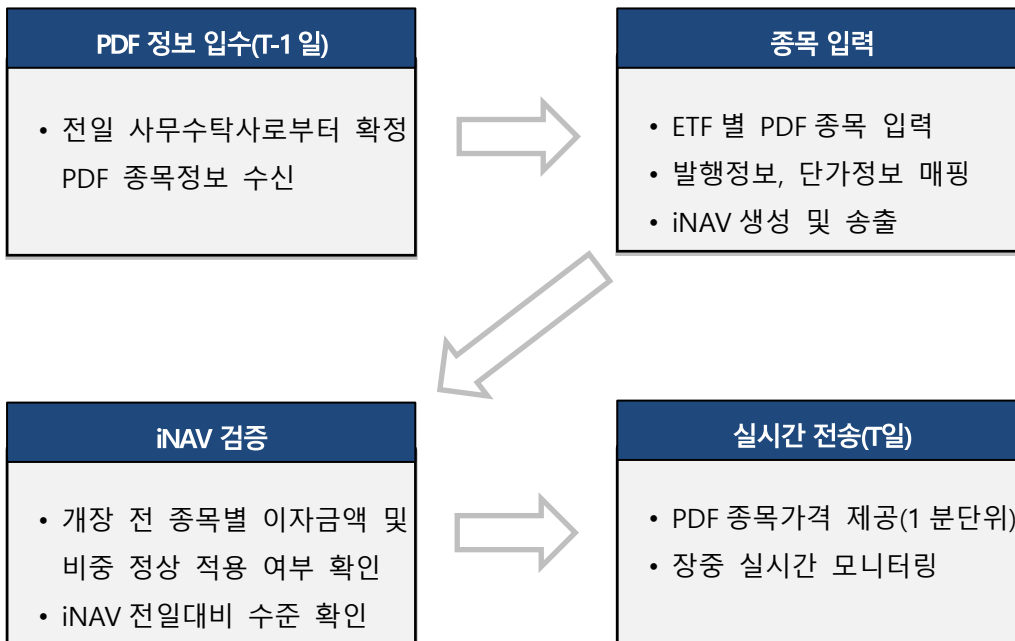 PDF 정보 입수(T-1 일)
• 전일 사무수탁사로부터 확정
PDF 종목정보 수신
종목 입력
• ETF 별 PDF 종목 입력
• 발행정보, 단가정보 매핑
• iNAV 생성 및 송출
iNAV 검증
• 개장 전 종목별 이자금액 및
비중 정상 적용 여부 확인
• iNAV 전일대비 수준 확인
실시간 전송(T일)
• PDF 종목가격 제공(1 분단위)
• 장중 실시간 모니터링